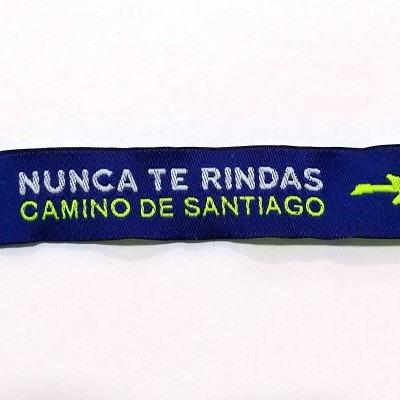 NUNCA TE RINDAS
CAMINO DE SANTIAGO